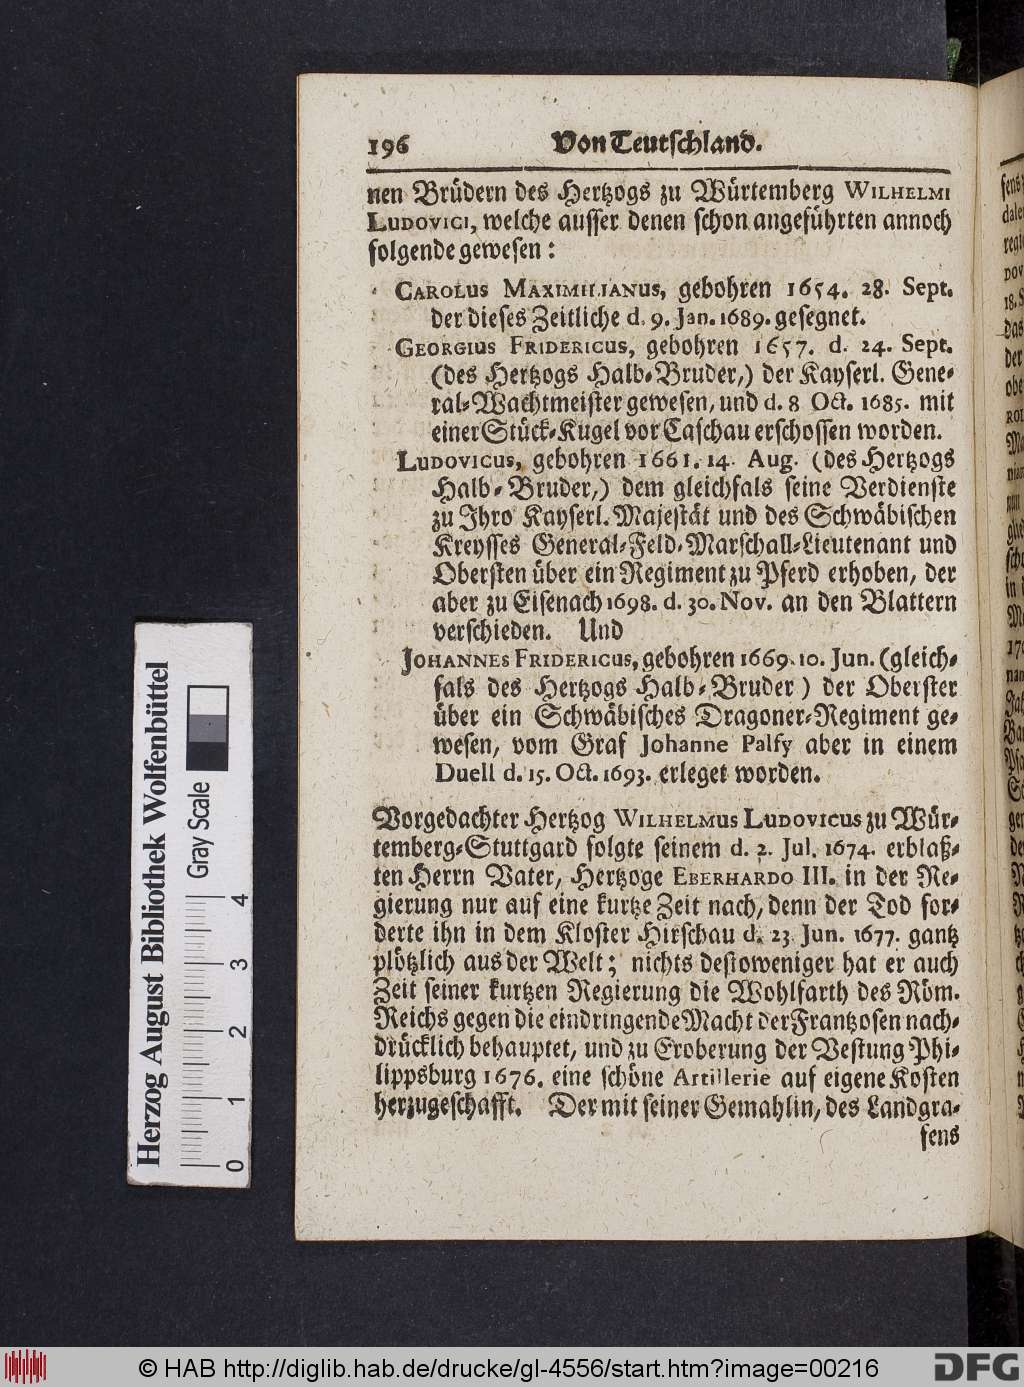 196 Von Teutschland.
nen Brüdern des Hertzogs zu Würtemberg WILHELMI
LUDOVICI, welche ausser denen schon angeführten annoch
folgende gewesen:
CAROLUS MAXIMILIANUS, gebohren 1654. 28. Sept.
der dieses Zeitliche d. 9. Jan. 1689. gesegnet.
GEORGIUS FRIDERICUS, gebohren 1657. d. 24. Sept.
(des Hertzogs Halb-Bruder,) der Kayserl. Gene-
ral-Wachtmeister gewesen, und d. 8 Oct. 1685. mit
einer Stück-Kugel vor Caschau erschossen worden.
LUDOVICUS, gebohren 1661. 14. Aug. (des Hertzogs
Halb-Bruder,) dem gleichfals seine Verdienste
zu Ihro Kayserl. Majestät und des Schwäbischen
Kreysses General-Feld-Marschall-Lieutenant und
Obersten über ein Regiment zu Pferd erhoben, der
aber zu Eisenach 1698. d. 30. Nov. an den Blattern
verschieden. Und
JOHANNES FRIDERICUS, gebohren 1669. 10. Jun. (gleich-
fals des Hertzogs Halb-Bruder) der Oberster
über ein Schwäbisches Dragoner-Regiment ge-
wesen, vom Graf Johanne Palfy aber in einem
Duell d. 15. Oct. 1693. erleget worden.
Vorgedachter Hertzog WILHELMUS LUDOVICUS zu Wür-
temberg-Stuttgard folgte seinem d. 2. Jul. 1674. erblaß-
ten Herrn Vater, Hertzoge EBERHARDO III. in der Re-
gierung nur auf eine kurtze Zeit nach, denn der Tod for-
derte ihn in dem Kloster Hirschau d. 23 Jun. 1677. gantz
plötzlich aus der Welt; nichts destoweniger hat er auch
Zeit seiner kurtzen Regierung die Wohlfarth des Röm.
Reichs gegen die eindringende Macht der Frantzosen nach-
drücklich behauptet, und zu Eroberung der Vestung Phi-
lippsburg 1676. eine schöne Artillerie auf eigene Kosten
herzugeschafft. Der mit seiner Gemahlin, des Landgra-
fens
Herzog August Bibliothek Wolfenbüttel
Gray Scale
0 1 2 3 4
© HAB http://diglib.hab.de/drucke/gl-4556/start.htm?image=00216
DFG